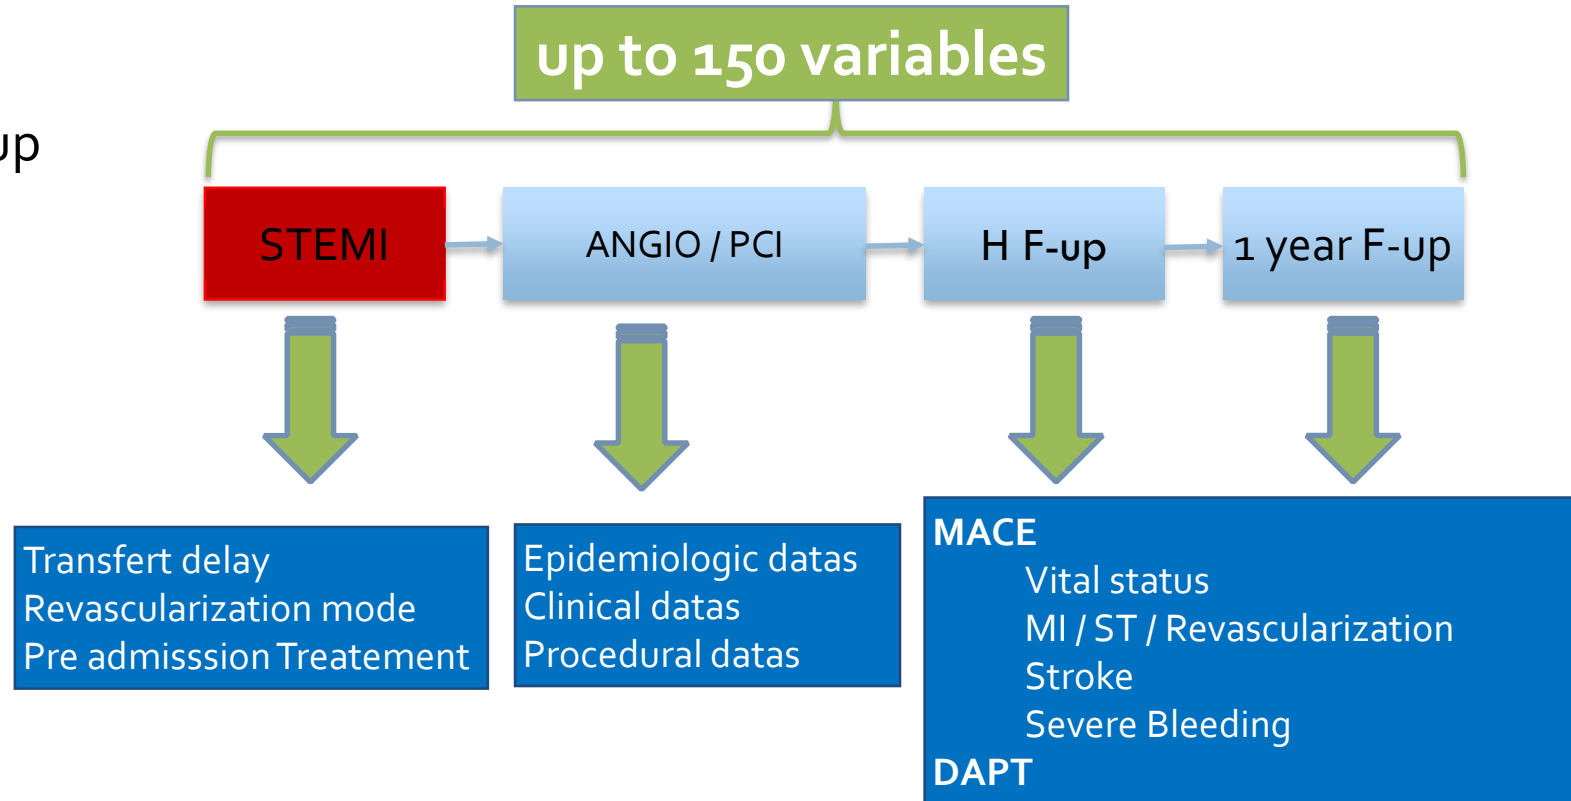 up to 150 variables
up
STEMI
ANGIO / PCI
H F-up
1 year F-up
Transfert delay
Revascularization mode
Pre admisssion Treatement
Epidemiologic datas
Clinical datas
Procedural datas
MACE
Vital status
MI / ST / Revascularization
Stroke
Severe Bleeding
DAPT